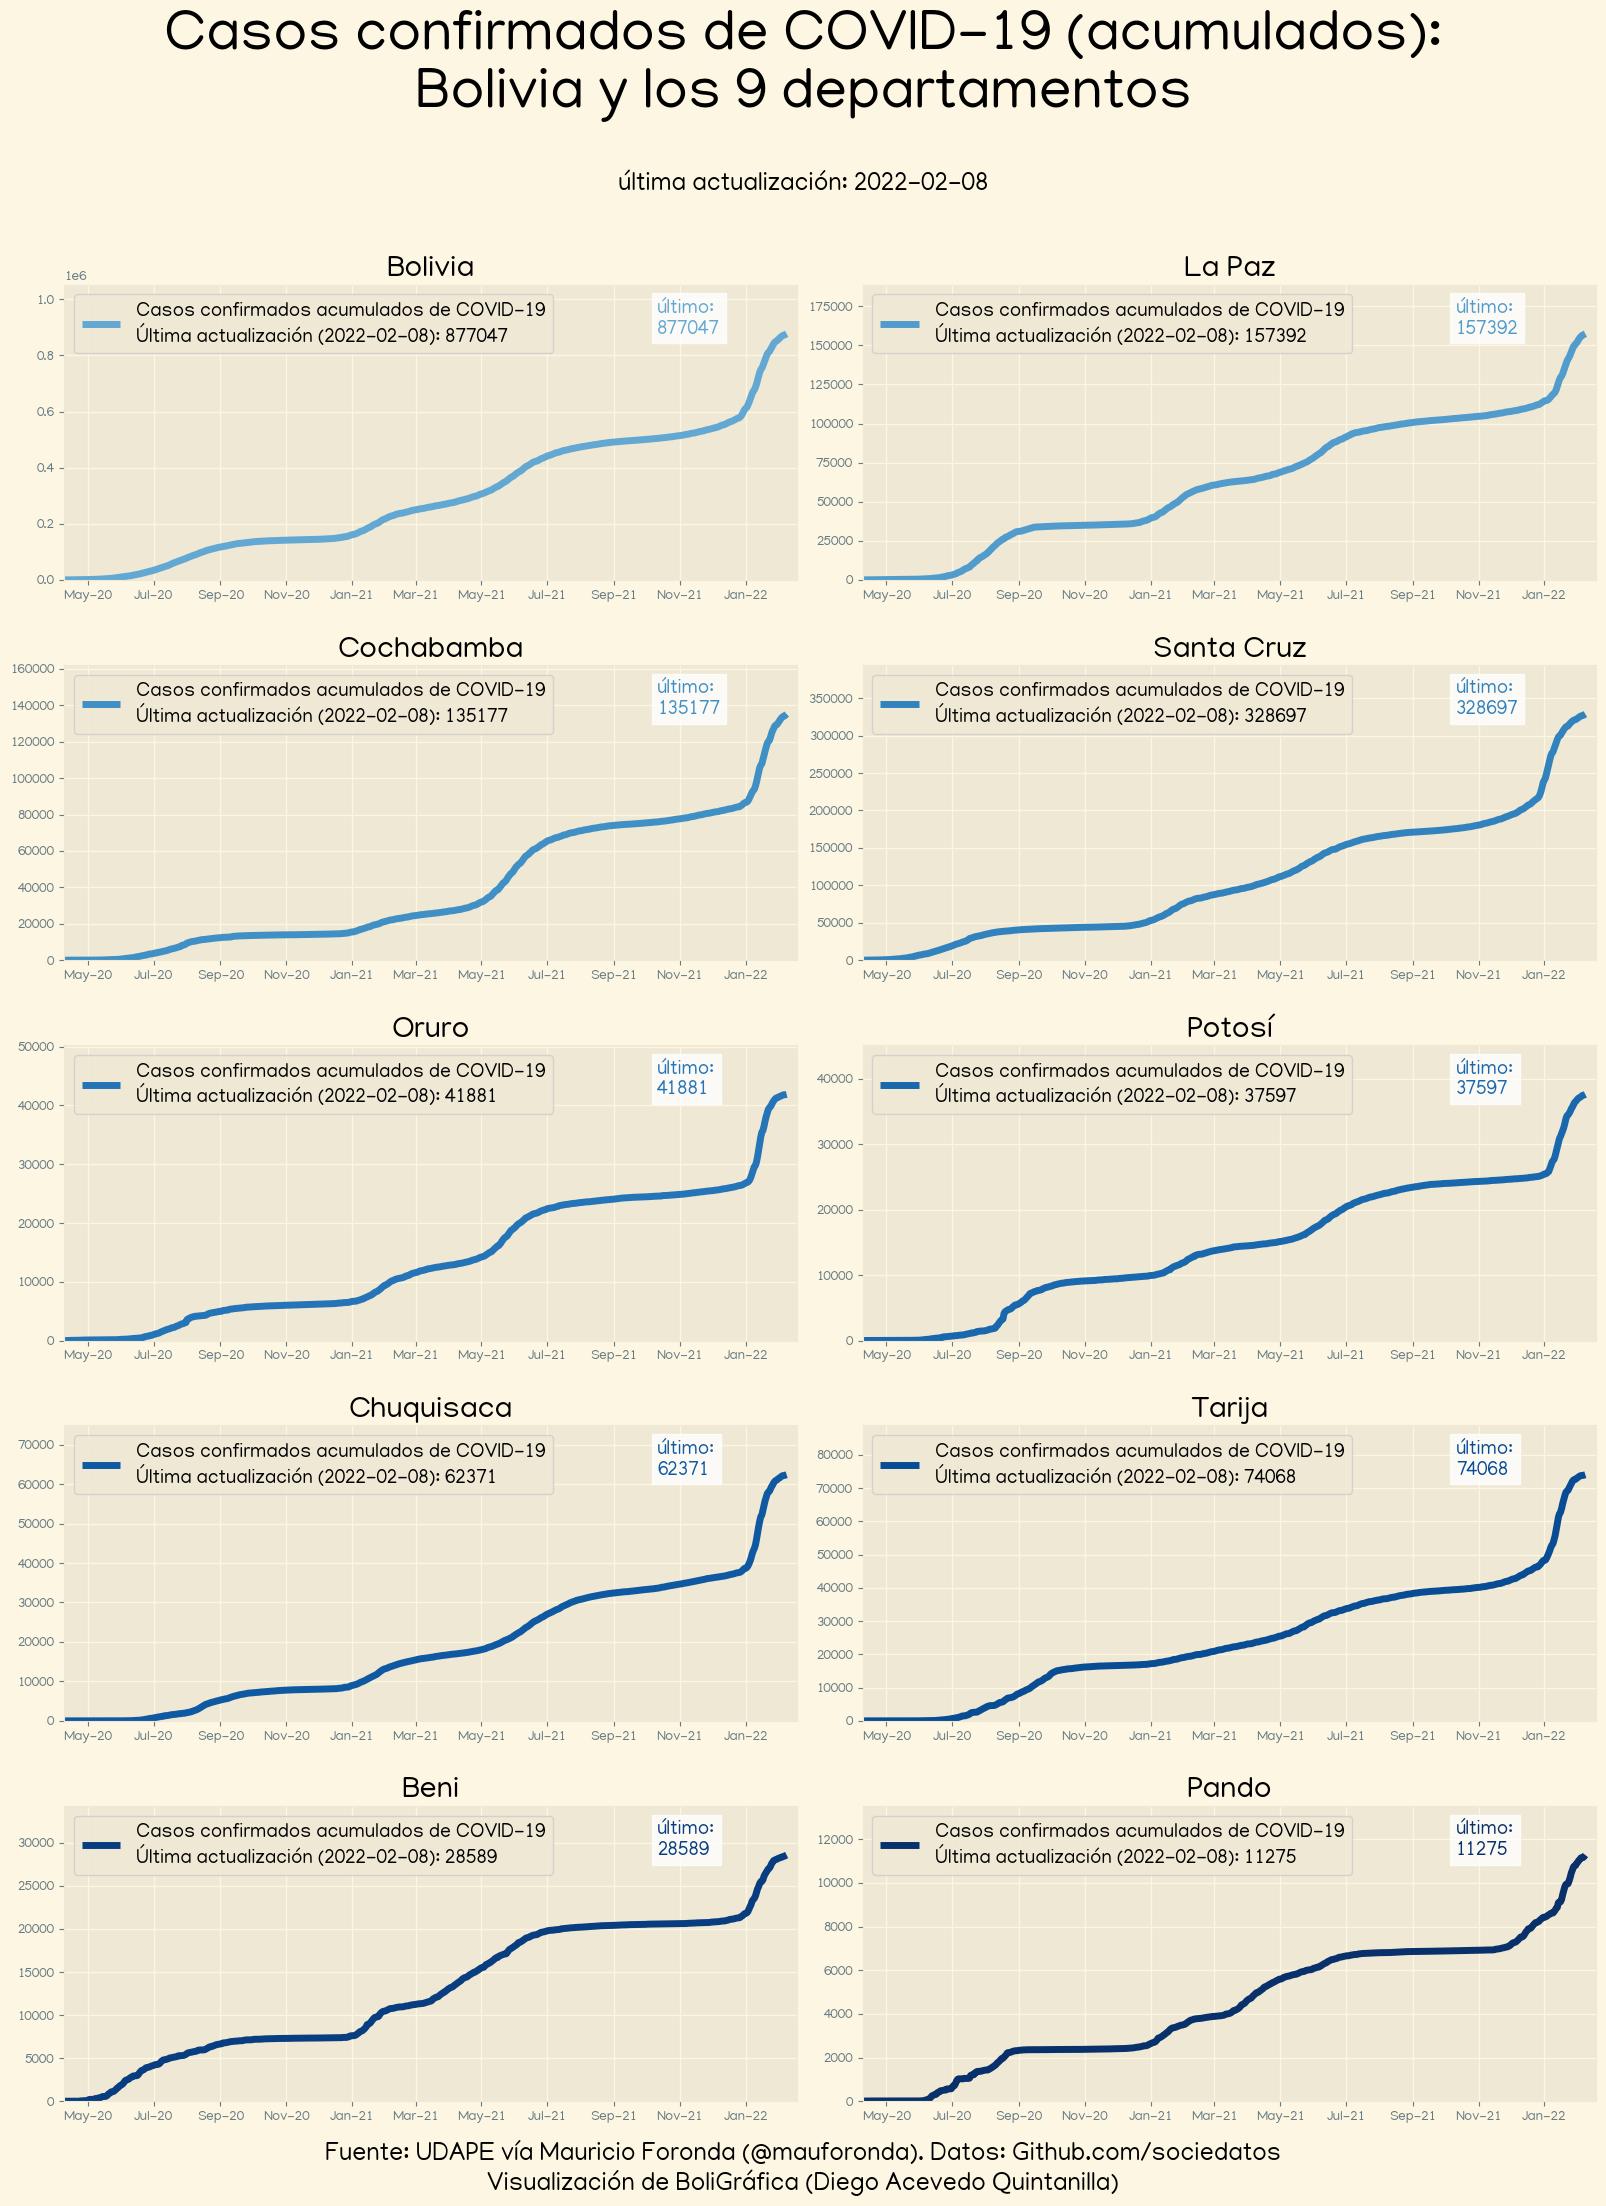 Casos confirmados de COVID-19 (acumulados):
Bolivia y los 9 departamentos
última actualización: 2022-02-08
Bolivia
1e6
1.0
0.8
0.6
0.4
0.2
0.0
Casos confirmados acumulados de COVID-19
Última actualización (2022-02-08): 877047
último:
877047
May-20 Jul-20 Sep-20 Nov-20 Jan-21 Mar-21 May-21 Jul-21 Sep-21 Nov-21 Jan-22
La Paz
175000
150000
125000
100000
75000
50000
25000
0
Casos confirmados acumulados de COVID-19
Última actualización (2022-02-08): 157392
último:
157392
May-20 Jul-20 Sep-20 Nov-20 Jan-21 Mar-21 May-21 Jul-21 Sep-21 Nov-21 Jan-22
Cochabamba
160000
140000
120000
100000
80000
60000
40000
20000
0
Casos confirmados acumulados de COVID-19
Última actualización (2022-02-08): 135177
último:
135177
May-20 Jul-20 Sep-20 Nov-20 Jan-21 Mar-21 May-21 Jul-21 Sep-21 Nov-21 Jan-22
Santa Cruz
350000
300000
250000
200000
150000
100000
50000
0
Casos confirmados acumulados de COVID-19
Última actualización (2022-02-08): 328697
último:
328697
May-20 Jul-20 Sep-20 Nov-20 Jan-21 Mar-21 May-21 Jul-21 Sep-21 Nov-21 Jan-22
Oruro
50000
40000
30000
20000
10000
0
Casos confirmados acumulados de COVID-19
Última actualización (2022-02-08): 41881
último:
41881
May-20 Jul-20 Sep-20 Nov-20 Jan-21 Mar-21 May-21 Jul-21 Sep-21 Nov-21 Jan-22
Potosí
40000
30000
20000
10000
0
Casos confirmados acumulados de COVID-19
Última actualización (2022-02-08): 37597
último:
37597
May-20 Jul-20 Sep-20 Nov-20 Jan-21 Mar-21 May-21 Jul-21 Sep-21 Nov-21 Jan-22
Chuquisaca
70000
60000
50000
40000
30000
20000
10000
0
Casos confirmados acumulados de COVID-19
Última actualización (2022-02-08): 62371
último:
62371
May-20 Jul-20 Sep-20 Nov-20 Jan-21 Mar-21 May-21 Jul-21 Sep-21 Nov-21 Jan-22
Tarija
80000
70000
60000
50000
40000
30000
20000
10000
0
Casos confirmados acumulados de COVID-19
Última actualización (2022-02-08): 74068
último:
74068
May-20 Jul-20 Sep-20 Nov-20 Jan-21 Mar-21 May-21 Jul-21 Sep-21 Nov-21 Jan-22
Beni
30000
25000
20000
15000
10000
5000
0
Casos confirmados acumulados de COVID-19
Última actualización (2022-02-08): 28589
último:
28589
May-20 Jul-20 Sep-20 Nov-20 Jan-21 Mar-21 May-21 Jul-21 Sep-21 Nov-21 Jan-22
Pando
12000
10000
8000
6000
4000
2000
0
Casos confirmados acumulados de COVID-19
Última actualización (2022-02-08): 11275
último:
11275
May-20 Jul-20 Sep-20 Nov-20 Jan-21 Mar-21 May-21 Jul-21 Sep-21 Nov-21 Jan-22
Fuente: UDAPE vía Mauricio Foronda (@mauforonda). Datos: Github.com/sociedatos
Visualización de BoliGráfica (Diego Acevedo Quintanilla)